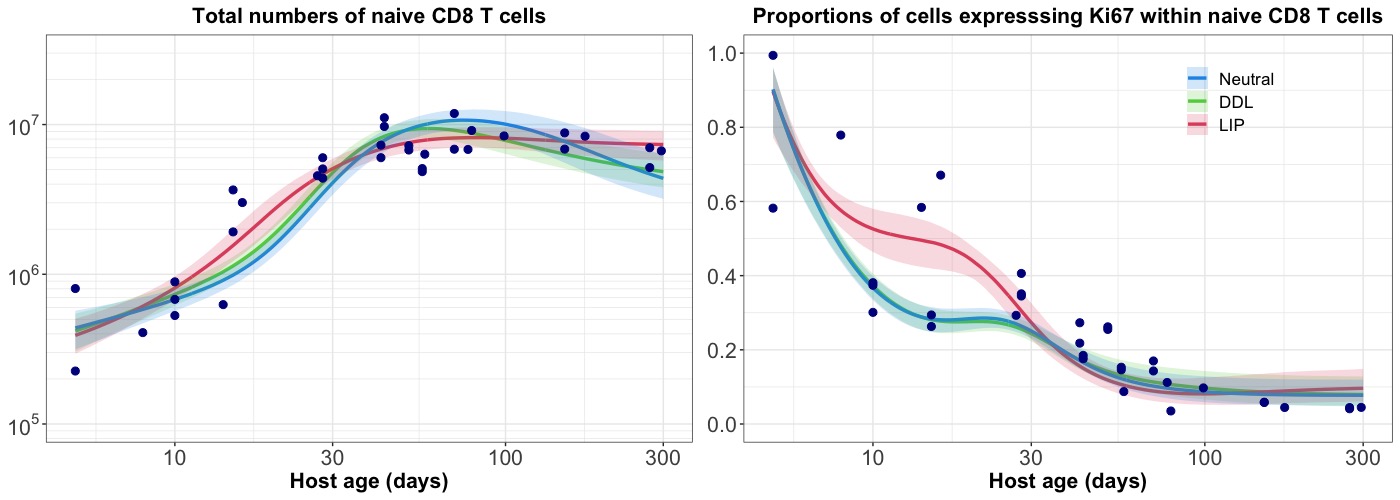 Total numbers of naive CD8 T cells
10⁷
10⁶
10⁵
10 30 100 300
Host age (days)
Proportions of cells expresssing Ki67 within naive CD8 T cells
1.0
0.8
0.6
0.4
0.2
0.0
Neutral
DDL
LIP
10 30 100 300
Host age (days)